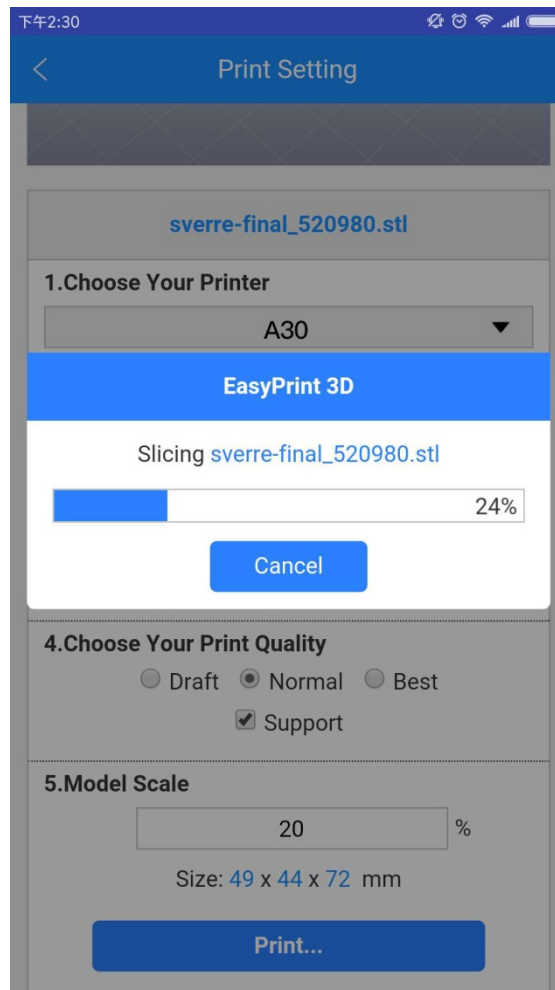 下午2:30
Print Setting
sverre-final_520980.stl
1.Choose Your Printer
A30
EasyPrint 3D
Slicing sverre-final_520980.stl
24%
Cancel
4.Choose Your Print Quality
Draft Normal Best
Support
5.Model Scale
20 %
Size: 49 x 44 x 72 mm
Print...